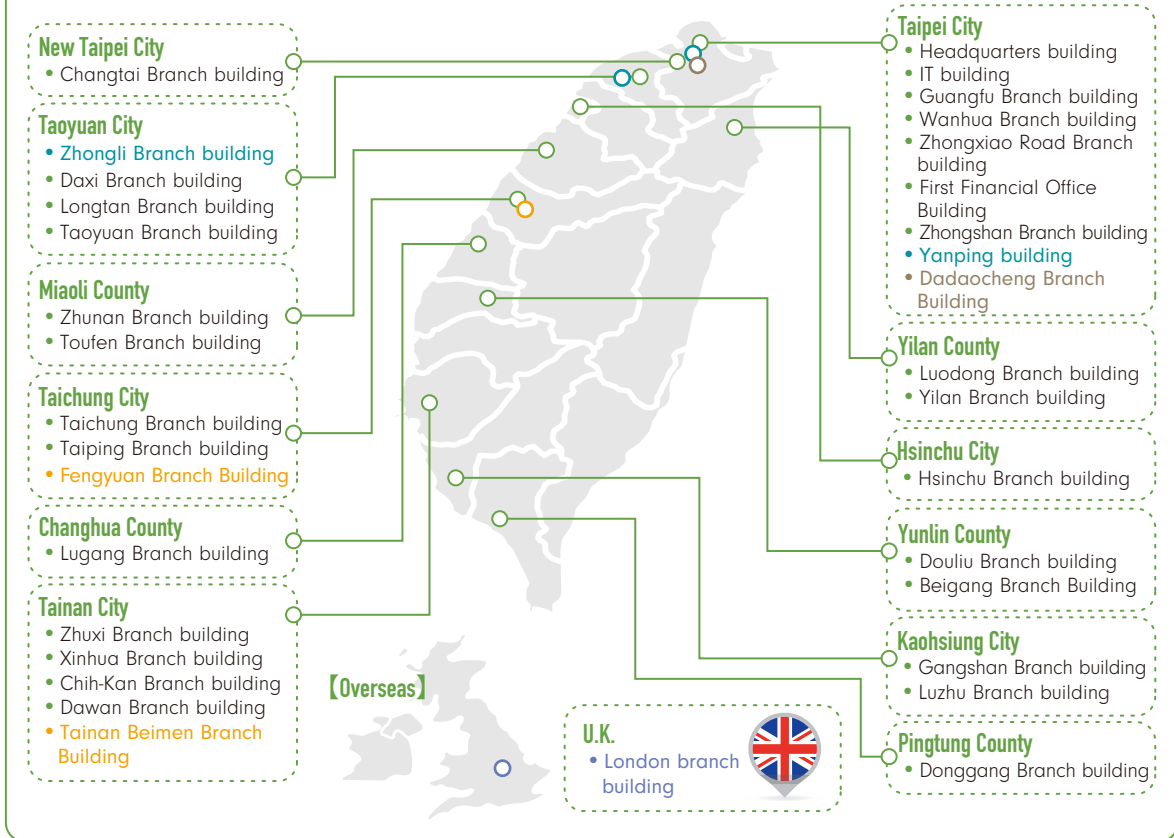 New Taipei City
• Changtai Branch building
Taoyuan City
• Zhongli Branch building
• Daxi Branch building
• Longtan Branch building
• Taoyuan Branch building
Miaoli County
• Zhunan Branch building
• Toufen Branch building
Taichung City
• Taichung Branch building
• Taiping Branch building
• Fengyuan Branch Building
Changhua County
• Lugang Branch building
Tainan City
• Zhuxi Branch building
• Xinhua Branch building
• Chih-Kan Branch building
• Dawan Branch building
• Tainan Beimen Branch
Building
【Overseas】
U.K.
• London branch
building
Taipei City
• Headquarters building
• IT building
• Guangfu Branch building
• Wanhua Branch building
• Zhongxiao Road Branch
building
• First Financial Office
Building
• Zhongshan Branch building
• Yanping building
• Dadaocheng Branch
Building
Yilan County
• Luodong Branch building
• Yilan Branch building
Hsinchu City
• Hsinchu Branch building
Yunlin County
• Douliu Branch building
• Beigang Branch Building
Kaohsiung City
• Gangshan Branch building
• Luzhu Branch building
Pingtung County
• Donggang Branch building